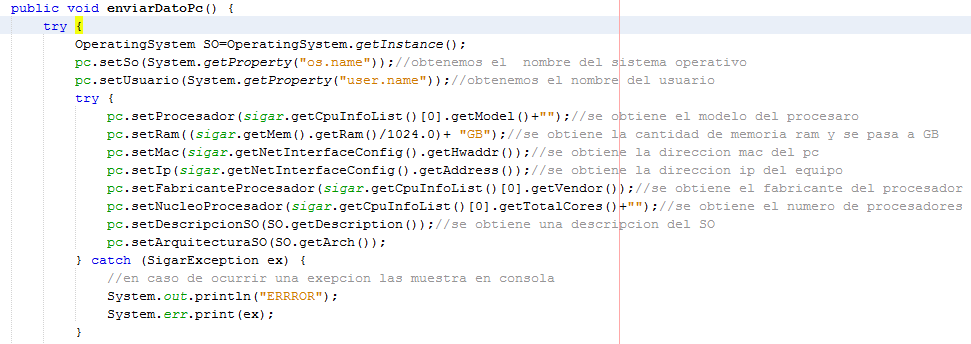 public void enviarDatoPc() {
    try {
        OperatingSystem SO=OperatingSystem.getInstance();
        pc.setSo(System.getProperty("os.name"));//obtenemos el  nombre del sistema operativo
        pc.setUsuario(System.getProperty("user.name"));//obtenemos el nombre del usuario
        try {
            pc.setProcesador(sigar.getCpuInfoList()[0].getModel()+"");//se obtiene el modelo del procesaro
            pc.setRam((sigar.getMem().getRam()/1024.0)+ "GB");//se obtiene la cantidad de memoria ram y se pasa a GB
            pc.setMac(sigar.getNetInterfaceConfig().getHwaddr());//se obtiene la direccion mac del pc
            pc.setIp(sigar.getNetInterfaceConfig().getAddress());//se obtiene la direccion ip del equipo
            pc.setFabricanteProcesador(sigar.getCpuInfoList()[0].getVendor());//se obtiene el fabricante del procesador
            pc.setNucleoProcesador(sigar.getCpuInfoList()[0].getTotalCores()+"");//se obtiene el numero de procesadores
            pc.setDescripcionSO(SO.getDescription());//se obtiene una descripcion del SO
            pc.setArquitecturaSO(SO.getArch());
        } catch (SigarException ex) {
            //en caso de ocurrir una exepcion las muestra en consola
            System.out.println("ERRROR");
            System.err.print(ex);
        }